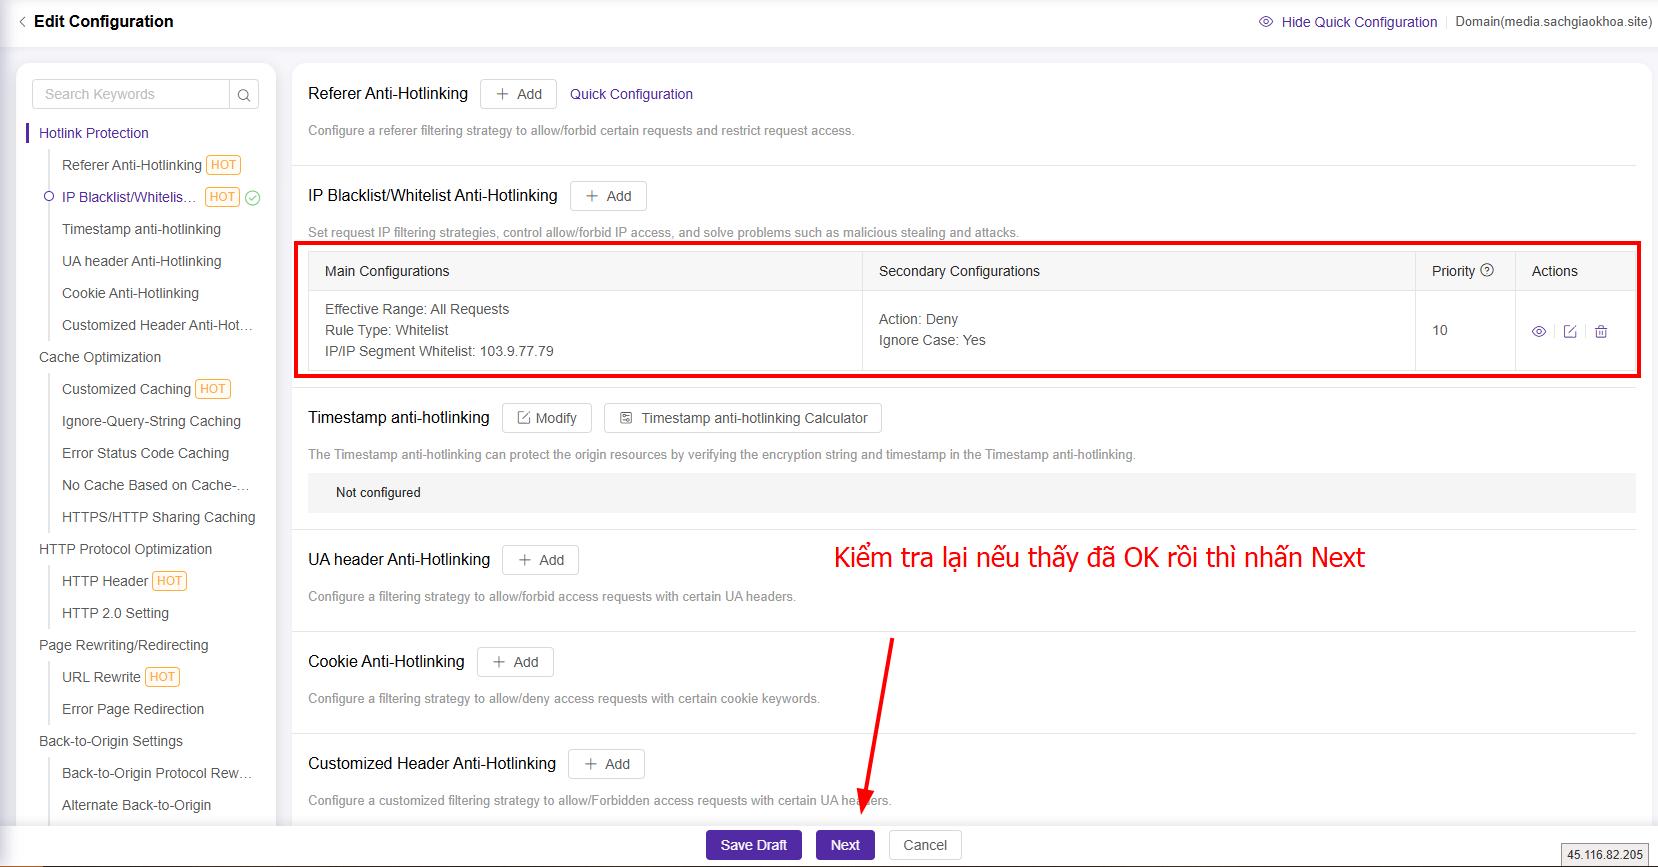 Edit Configuration
Hide Quick Configuration
Domain(media.sachgiaokhoa.site)
Search Keywords
Hotlink Protection
Referer Anti-Hotlinking HOT
IP Blacklist/Whitelis... HOT
Timestamp anti-hotlinking
UA header Anti-Hotlinking
Cookie Anti-Hotlinking
Customized Header Anti-Hot...
Cache Optimization
Customized Caching HOT
Ignore-Query-String Caching
Error Status Code Caching
No Cache Based on Cache-...
HTTPS/HTTP Sharing Caching
HTTP Protocol Optimization
HTTP Header HOT
HTTP 2.0 Setting
Page Rewriting/Redirecting
URL Rewrite HOT
Error Page Redirection
Back-to-Origin Settings
Back-to-Origin Protocol Rew...
Alternate Back-to-Origin
Referer Anti-Hotlinking + Add Quick Configuration
Configure a referer filtering strategy to allow/forbid certain requests and restrict request access.
IP Blacklist/Whitelist Anti-Hotlinking + Add
Set request IP filtering strategies, control allow/forbid IP access, and solve problems such as malicious stealing and attacks.
Main Configurations Secondary Configurations Priority ? Actions
Effective Range: All Requests
Rule Type: Whitelist
IP/IP Segment Whitelist: 103.9.77.79
Action: Deny
Ignore Case: Yes
10
Timestamp anti-hotlinking Modify Timestamp anti-hotlinking Calculator
The Timestamp anti-hotlinking can protect the origin resources by verifying the encryption string and timestamp in the Timestamp anti-hotlinking.
Not configured
UA header Anti-Hotlinking + Add
Kiểm tra lại nếu thấy đã OK rồi thì nhấn Next
Configure a filtering strategy to allow/forbid access requests with certain UA headers.
Cookie Anti-Hotlinking + Add
Configure a filtering strategy to allow/deny access requests with certain cookie keywords.
Customized Header Anti-Hotlinking + Add
Configure a customized filtering strategy to allow/Forbidden access requests with certain UA headers.
Save Draft Next Cancel
45.116.82.205